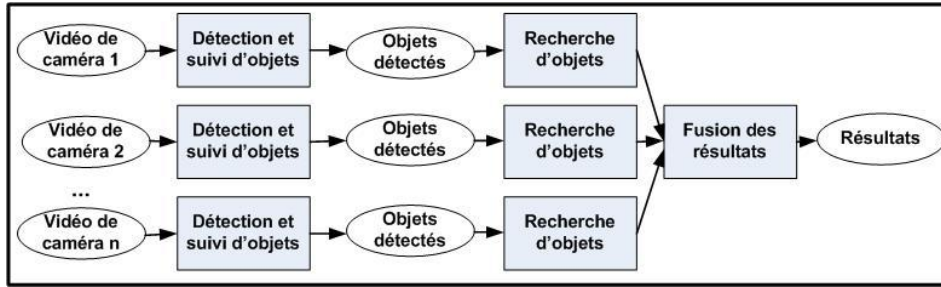 Vidéo de
caméra 1
Détection et
suivi d'objets
Objets
détectés
Recherche
d'objets
Vidéo de
caméra 2
Détection et
suivi d'objets
Objets
détectés
Recherche
d'objets
Fusion des
résultats
Résultats
...
Vidéo de
caméra n
Détection et
suivi d'objets
Objets
détectés
Recherche
d'objets